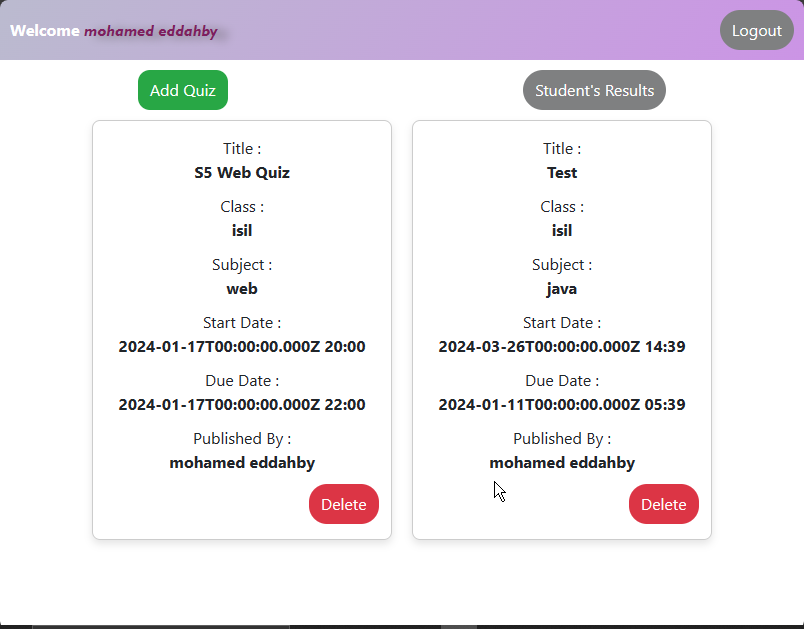 Welcome mohamed eddahby
Logout
Add Quiz
Student's Results
Title :
S5 Web Quiz
Class :
isil
Subject :
web
Start Date :
2024-01-17T00:00:00.000Z 20:00
Due Date :
2024-01-17T00:00:00.000Z 22:00
Published By :
mohamed eddahby
Delete
Title :
Test
Class :
isil
Subject :
java
Start Date :
2024-03-26T00:00:00.000Z 14:39
Due Date :
2024-01-11T00:00:00.000Z 05:39
Published By :
mohamed eddahby
Delete